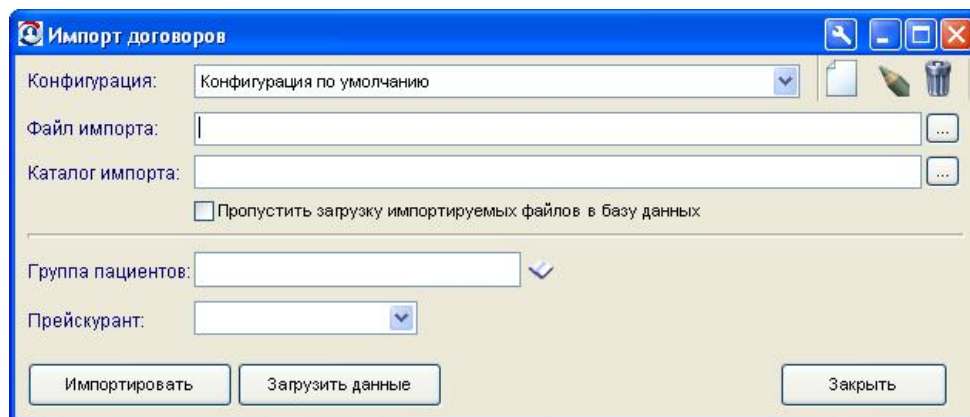 Импорт договоров
Конфигурация: Конфигурация по умолчанию
Файл импорта: ...
Каталог импорта: ...
Пропустить загрузку импортируемых файлов в базу данных
Группа пациентов:
Прейскурант:
Импортировать Загрузить данные Закрыть